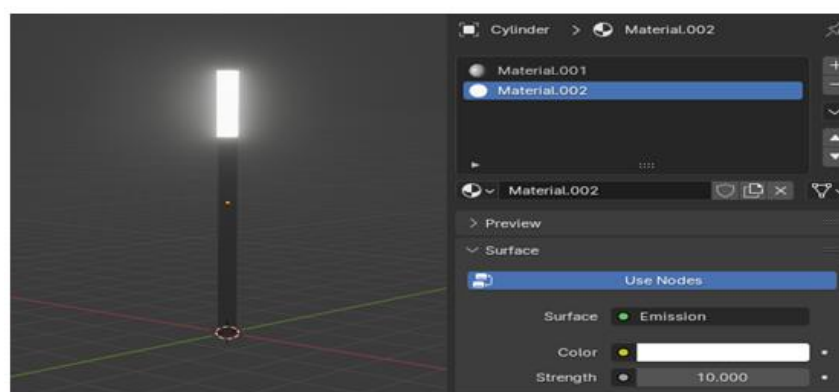 Cylinder > Material.002
Material.001
Material.002
Material.002
> Preview
Surface
Use Nodes
Surface Emission
Color
Strength 10.000